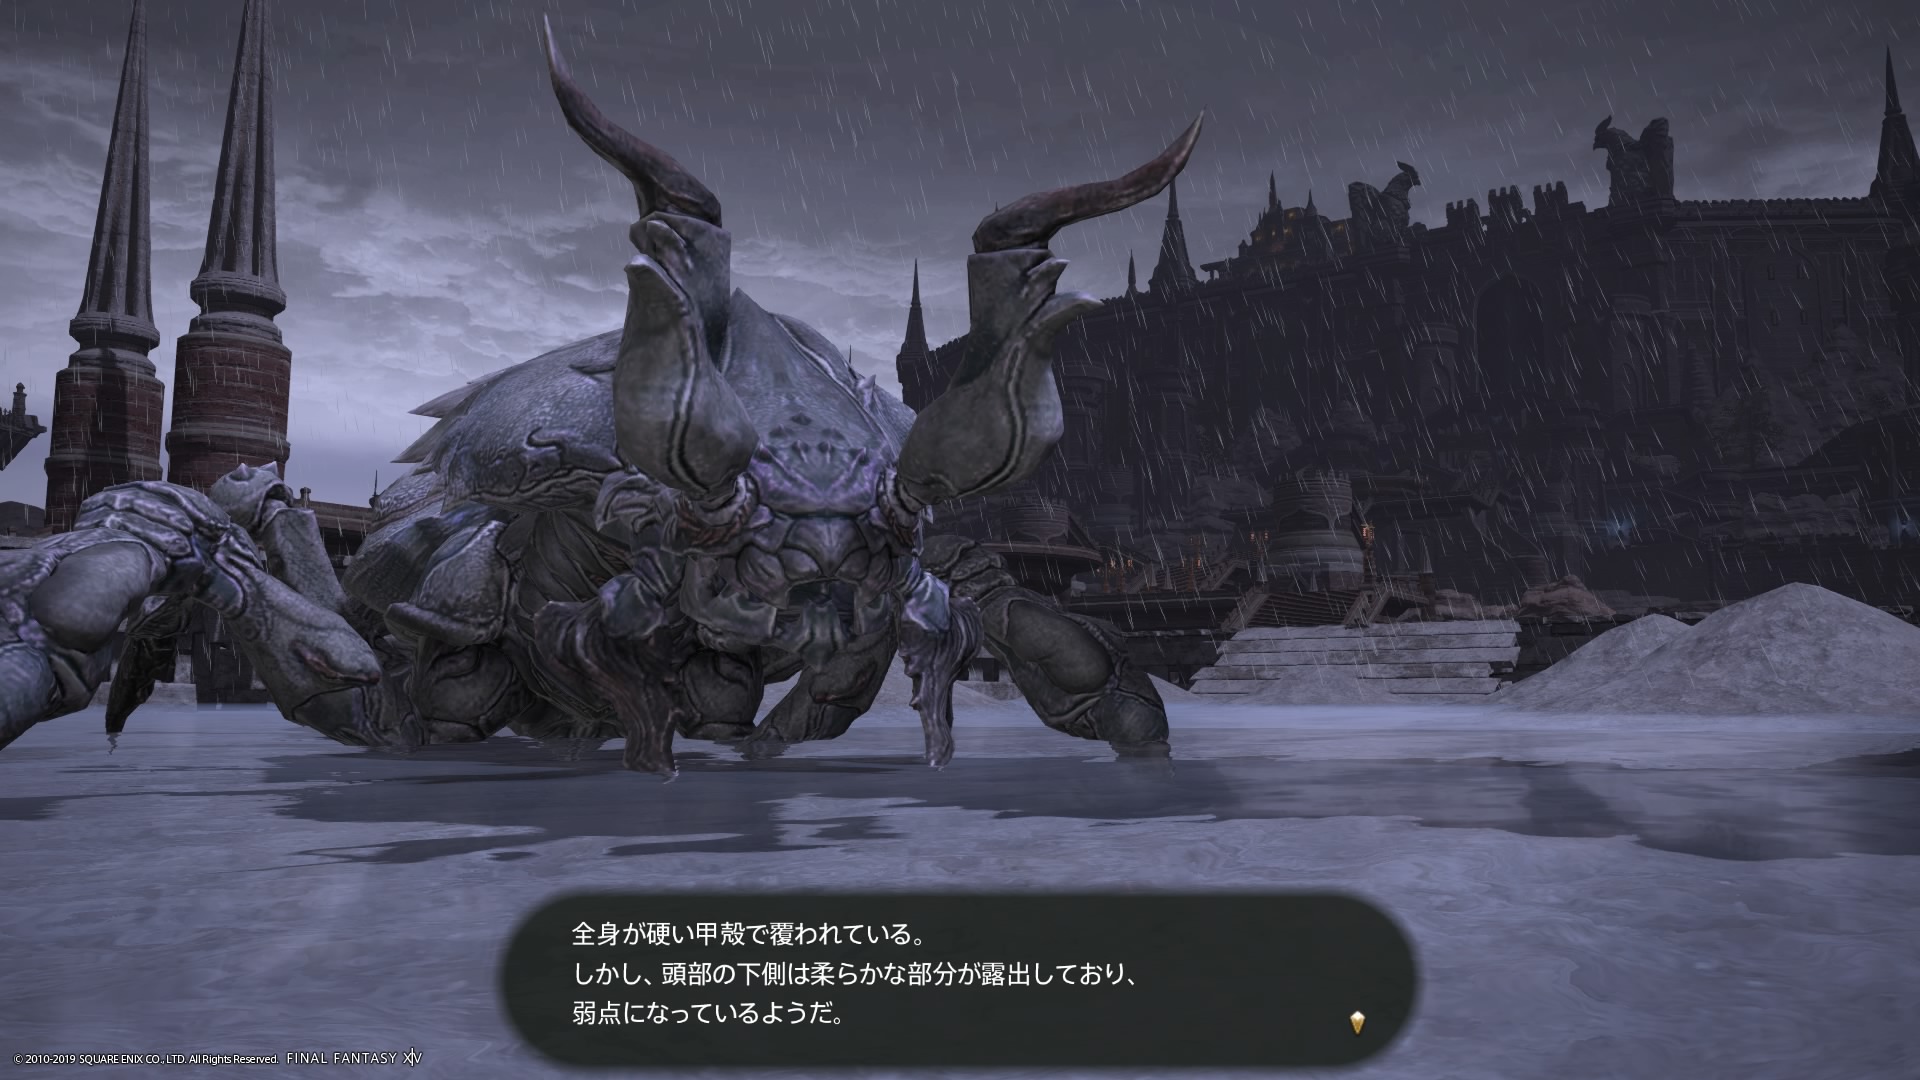 全身が硬い甲殻で覆われている。
しかし、頭部の下側は柔らかな部分が露出しており、
弱点になっているようだ。
© 2010-2019 SQUARE ENIX CO., LTD. All Rights Reserved. FINAL FANTASY XIV